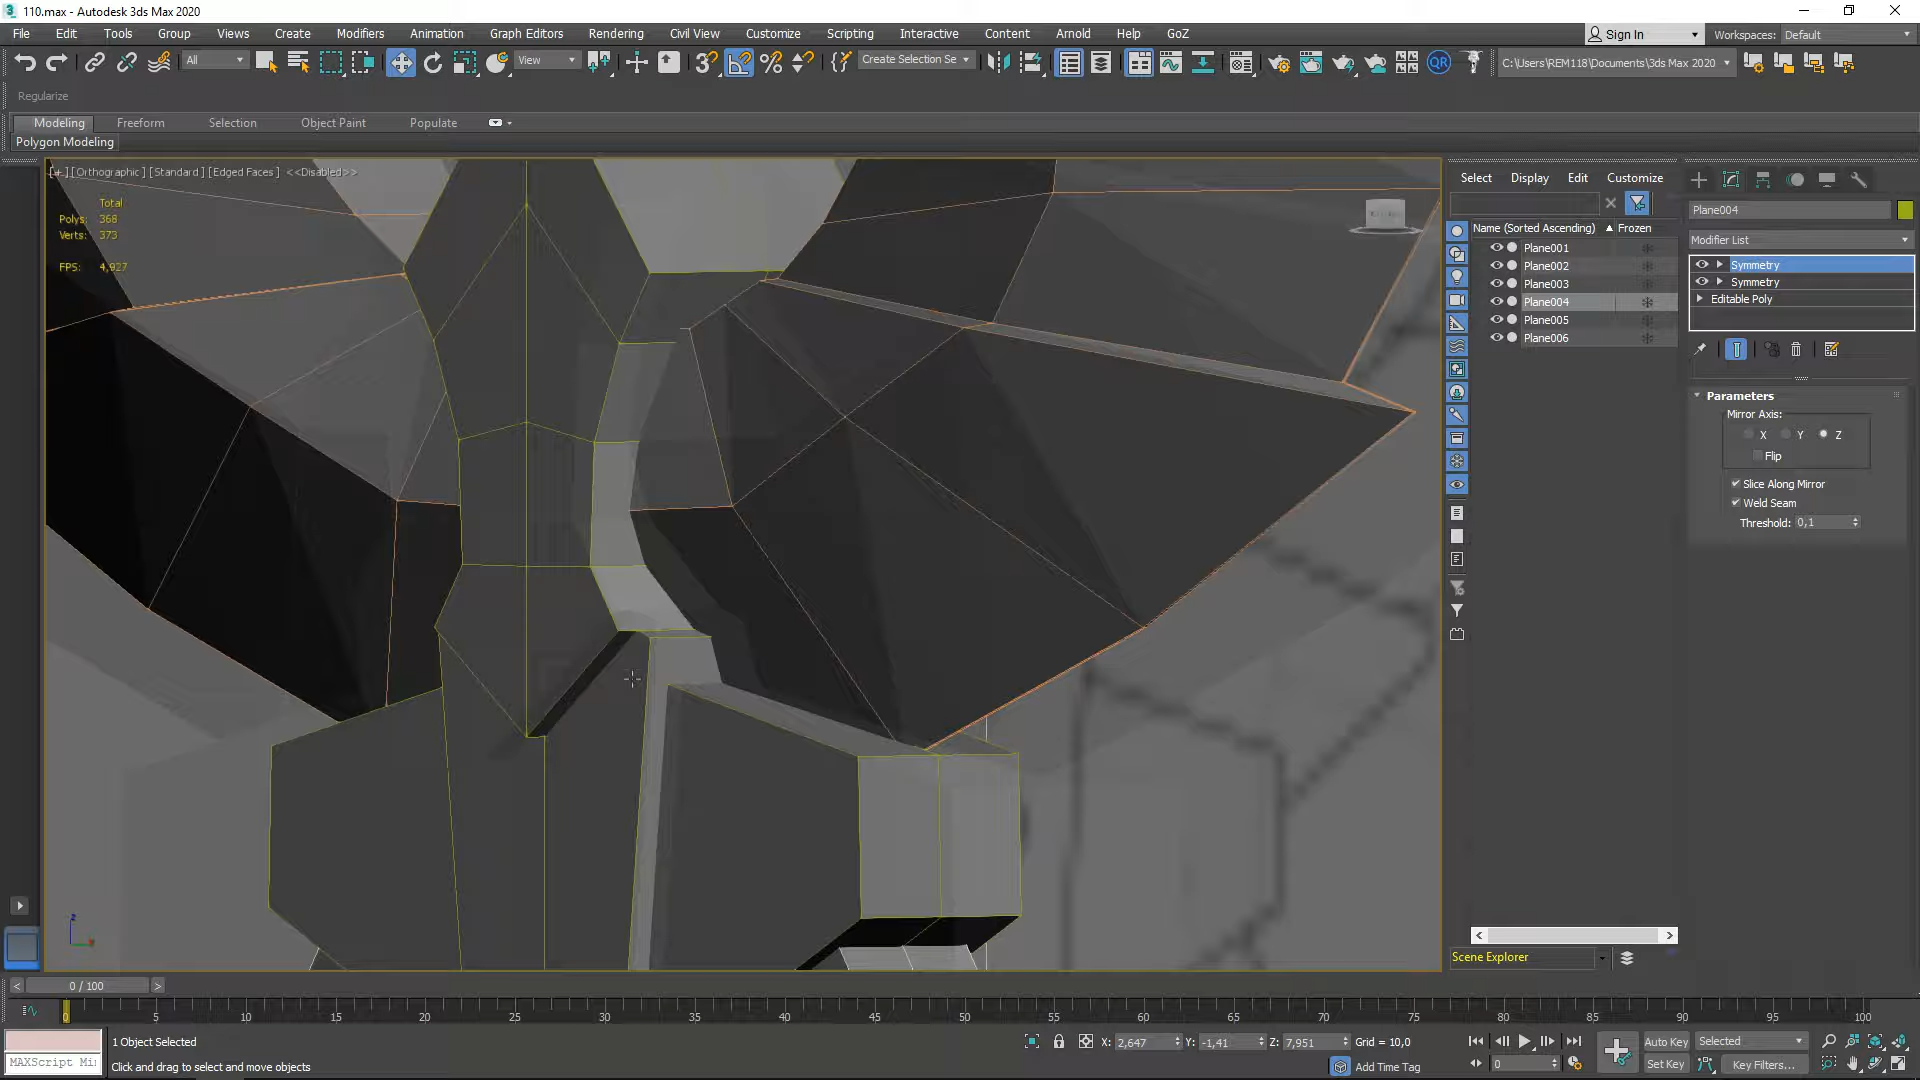 110.max - Autodesk 3ds Max 2020
File Edit Tools Group Views Create Modifiers Animation Graph Editors Rendering Civil View Customize Scripting Interactive Content Arnold Help GoZ
Sign In Workspaces: Default
All View Create Selection Se QR C:\Users\REM118\Documents\3ds Max 2020
Regularize
Modeling Freeform Selection Object Paint Populate
Polygon Modeling
[+] [Orthographic ] [Standard ] [Edged Faces ] <<Disabled>>
Total
Polys: 368
Verts: 373
FPS: 4,927
Select Display Edit Customize
Name (Sorted Ascending) Frozen
Plane001
Plane002
Plane003
Plane004
Plane005
Plane006
Scene Explorer
Plane004
Modifier List
Symmetry
Symmetry
Editable Poly
Parameters
Mirror Axis:
X Y Z
Flip
Slice Along Mirror
Weld Seam
Threshold: 0,1
z
0 / 100
0 5 10 15 20 25 30 35 40 45 50 55 60 65 70 75 80 85 90 95 100
1 Object Selected X: 2,647 Y: -1,41 Z: 7,951 Grid = 10,0 Auto Key Selected
MAXScript Mi Click and drag to select and move objects Add Time Tag 0 Set Key Key Filters...